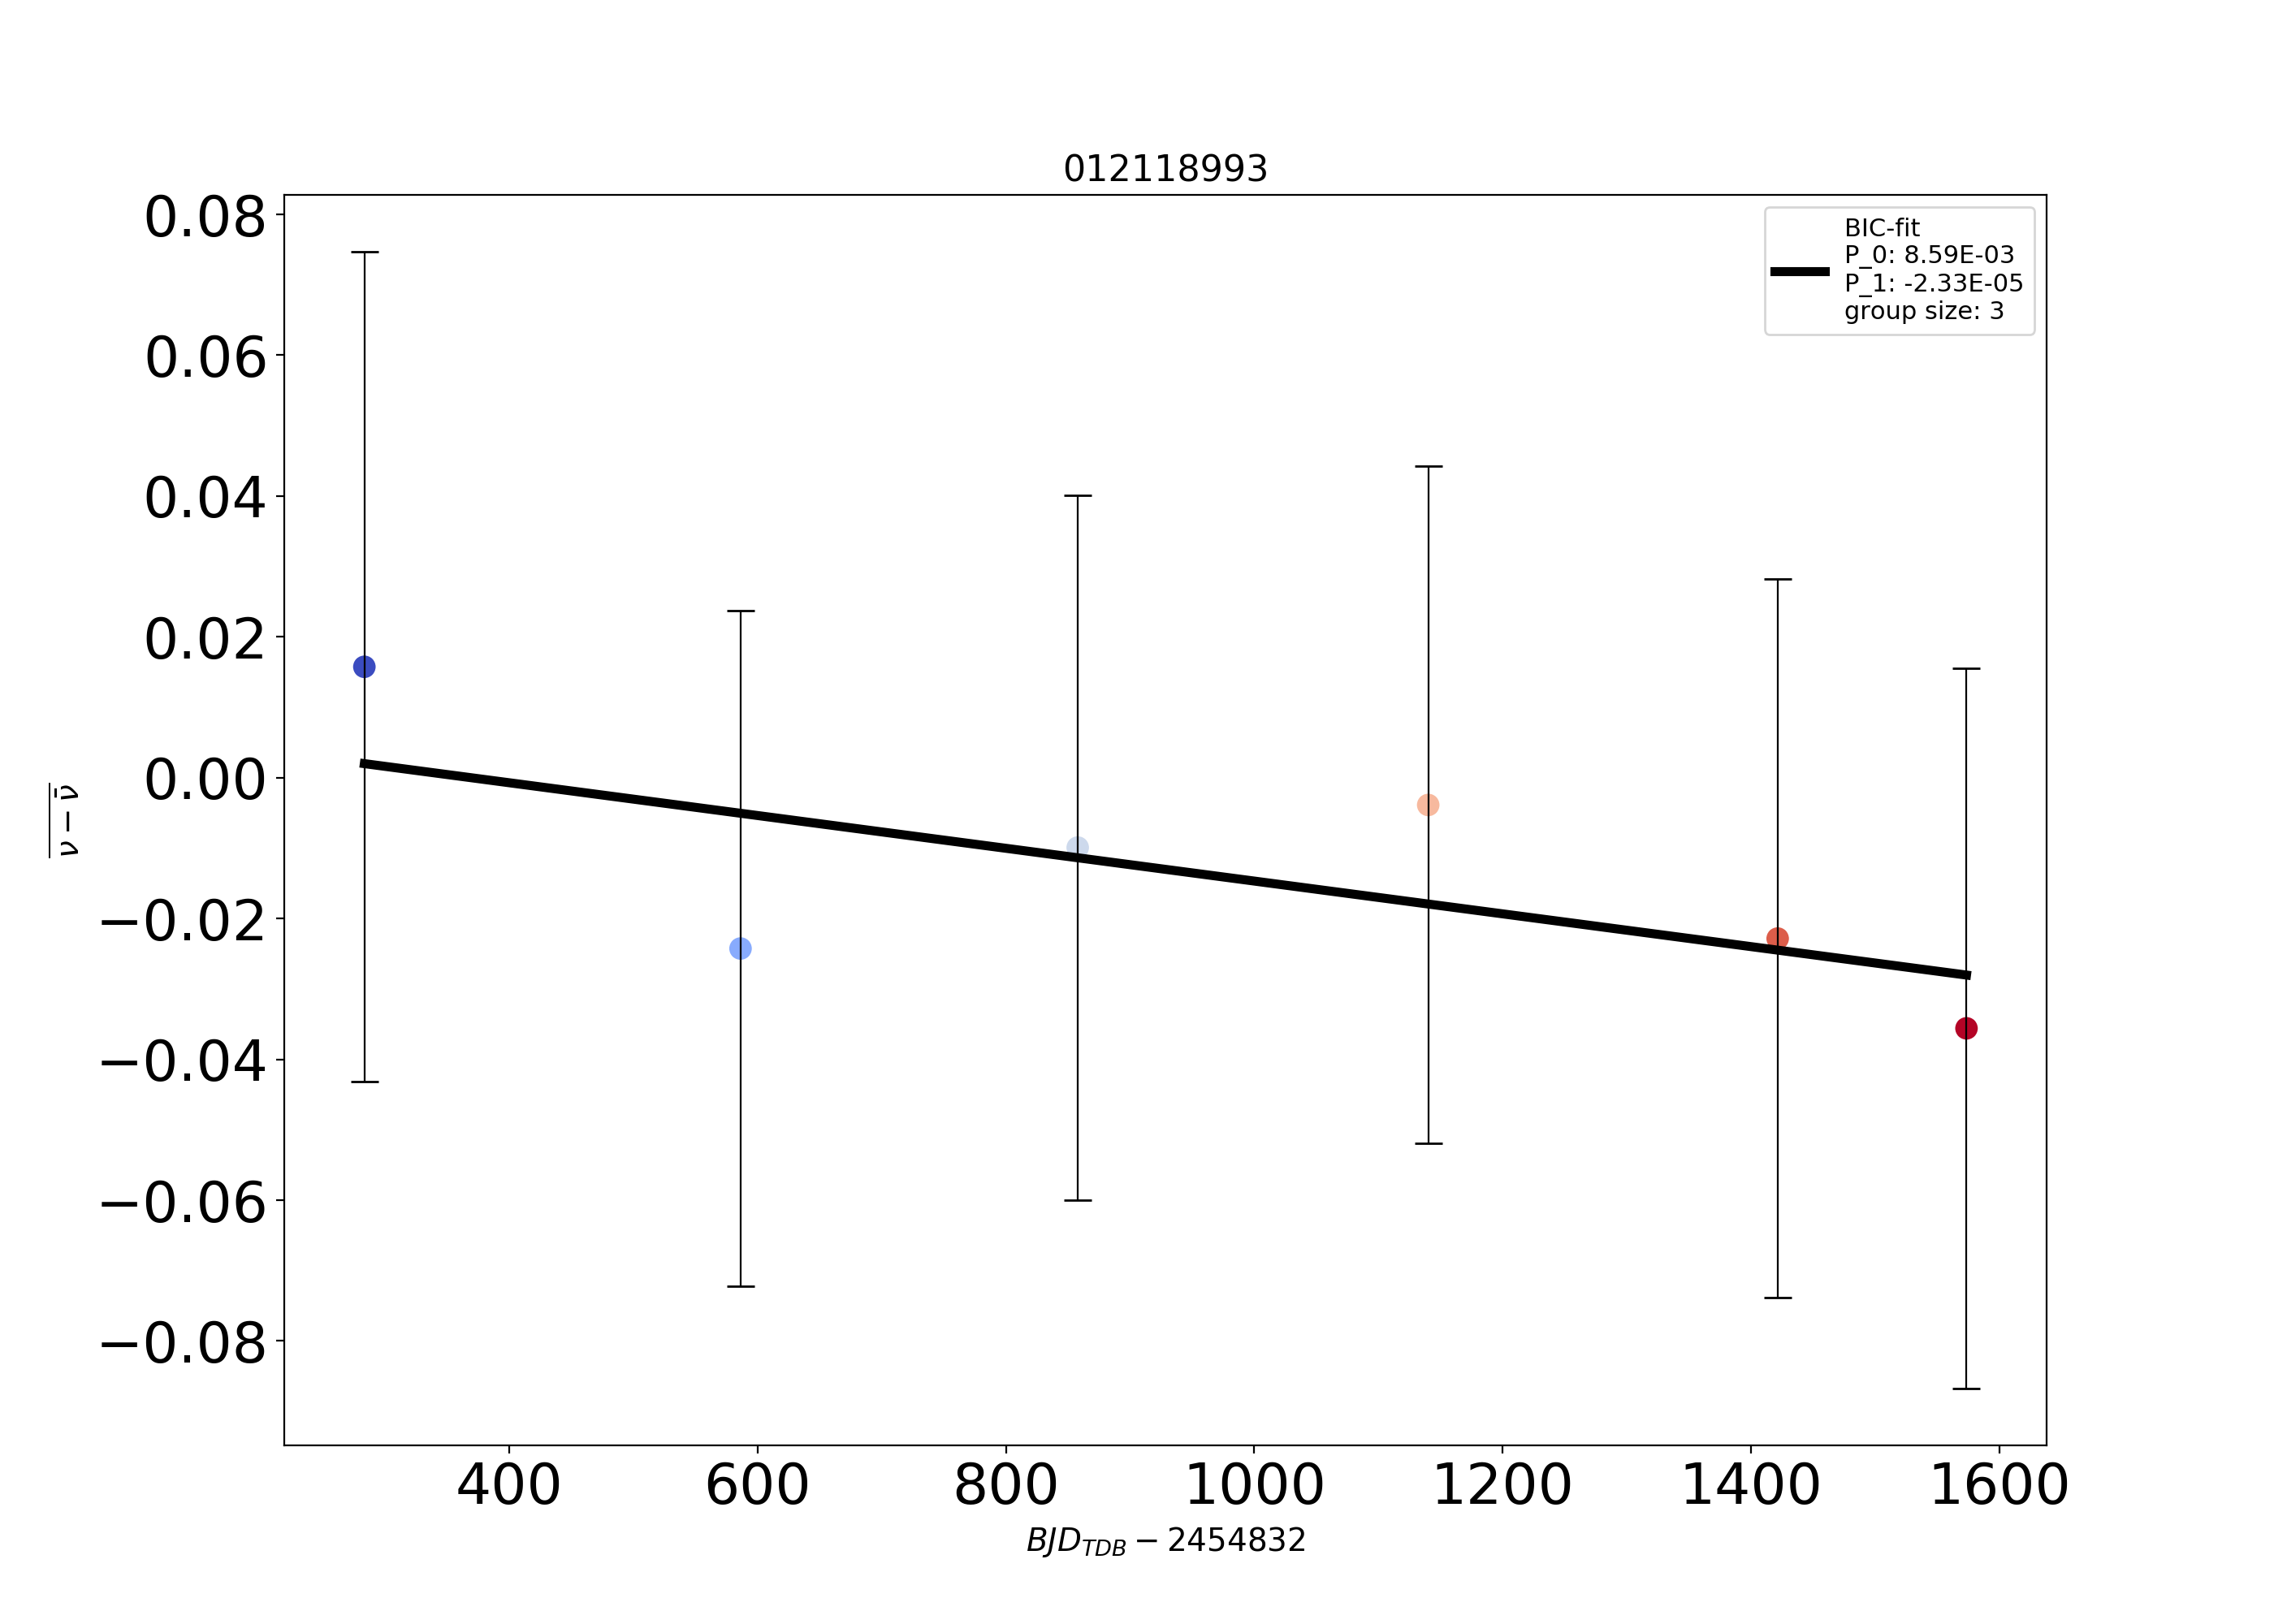 012118993
BIC-fit
P_0: 8.59E-03
P_1: -2.33E-05
group size: 3
0.08
0.06
0.04
0.02
0.00
−0.02
−0.04
−0.06
−0.08
ν − ν̄
400 600 800 1000 1200 1400 1600
BJD_TDB − 2454832